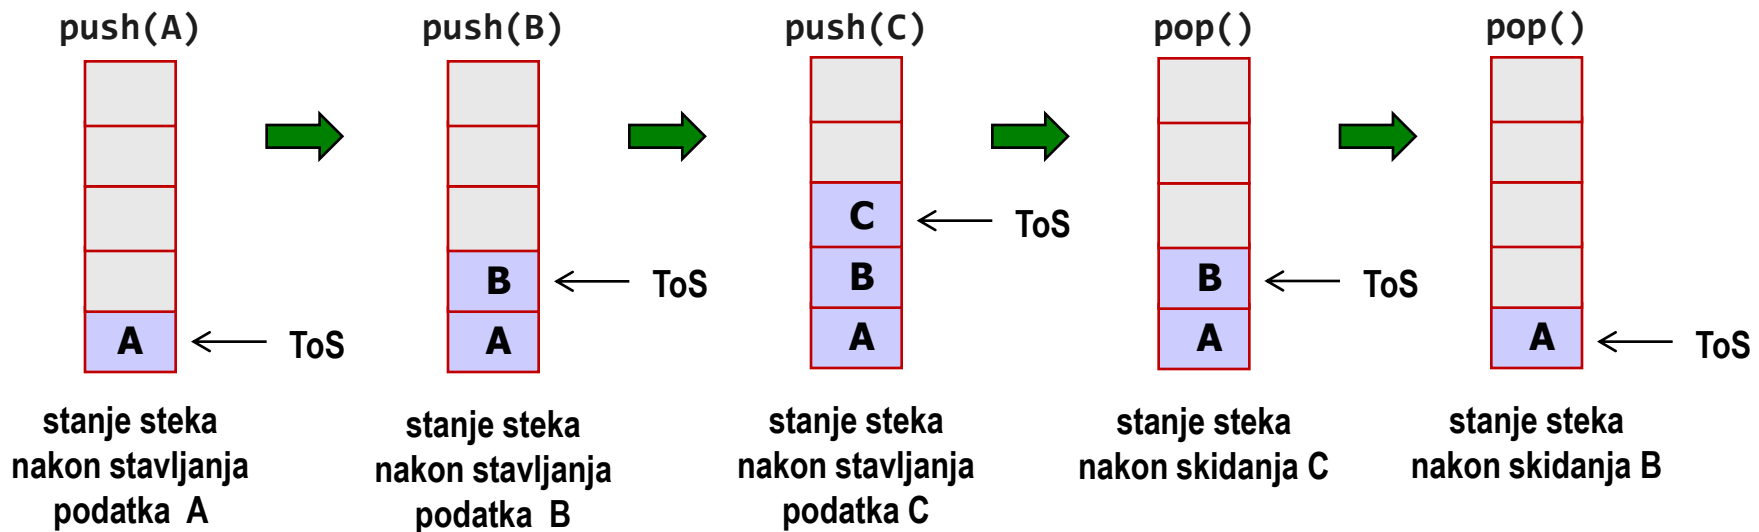 push(A)
push(B)
push(C)
pop()
pop()
A
ToS
B
A
ToS
C
B
A
ToS
B
A
ToS
A
ToS
stanje steka
nakon stavljanja
podatka A
stanje steka
nakon stavljanja
podatka B
stanje steka
nakon stavljanja
podatka C
stanje steka
nakon skidanja C
stanje steka
nakon skidanja B